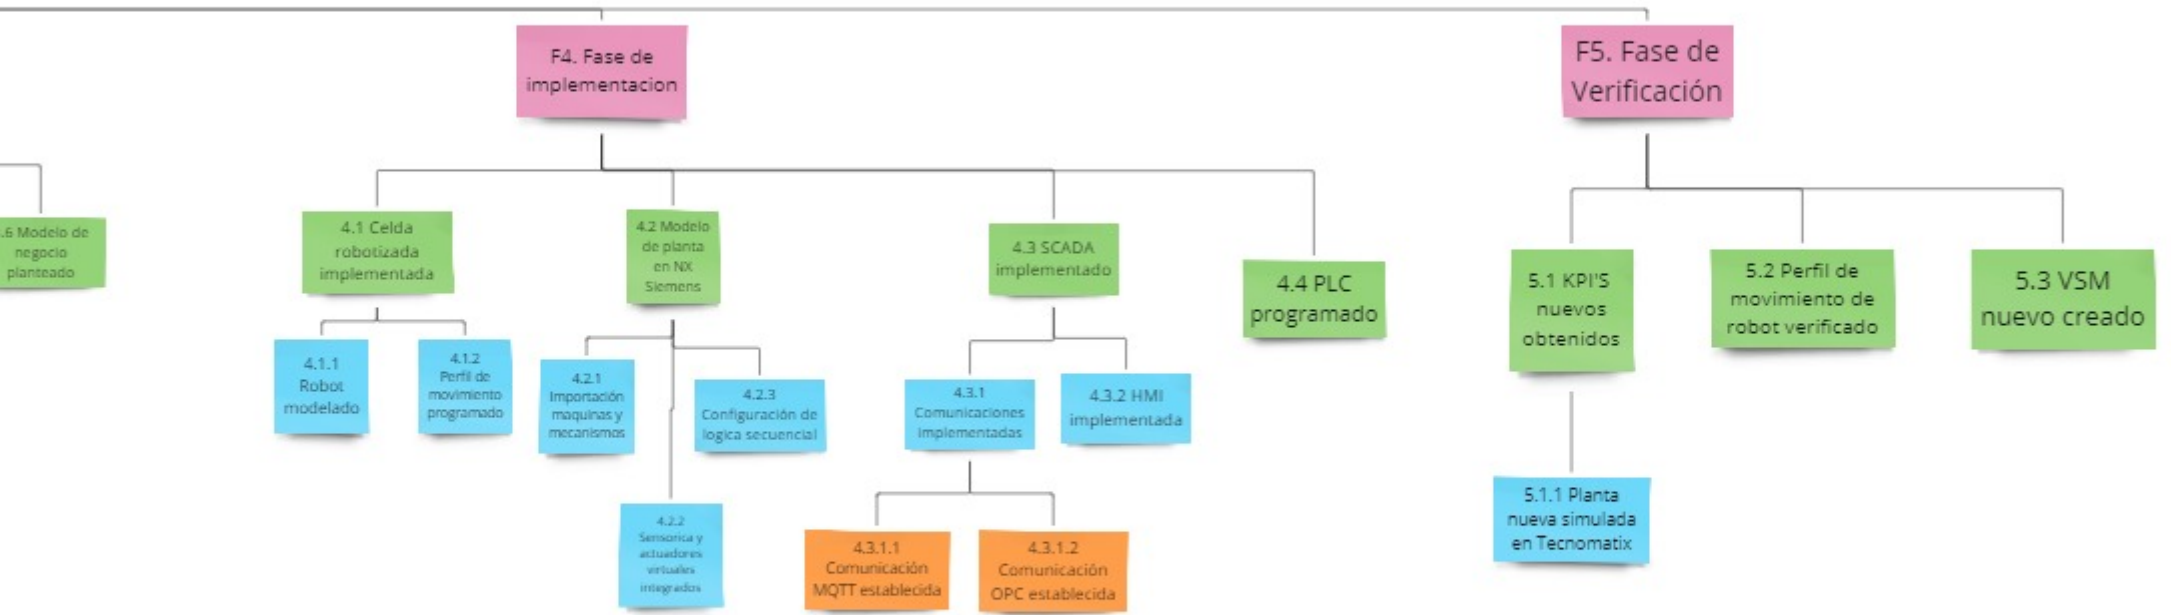 F4. Fase de
implementacion
F5. Fase de
Verificación
.6 Modelo de
negocio
planteado
4.1 Celda
robotizada
implementada
4.2 Modelo
de planta
en NX
Siemens
4.3 SCADA
implementado
4.4 PLC
programado
5.1 KPI'S
nuevos
obtenidos
5.2 Perfil de
movimiento de
robot verificado
5.3 VSM
nuevo creado
4.1.1
Robot
modelado
4.1.2
Perfil de
movimiento
programado
4.2.1
Importación
maquinas y
mecanismos
4.2.3
Configuración de
logica secuencial
4.3.1
Comunicaciones
implementadas
4.3.2 HMI
implementada
4.2.2
Sensorica y
actuadores
virtuales
integrados
4.3.1.1
Comunicación
MQTT establecida
4.3.1.2
Comunicación
OPC establecida
5.1.1 Planta
nueva simulada
en Tecnomatix